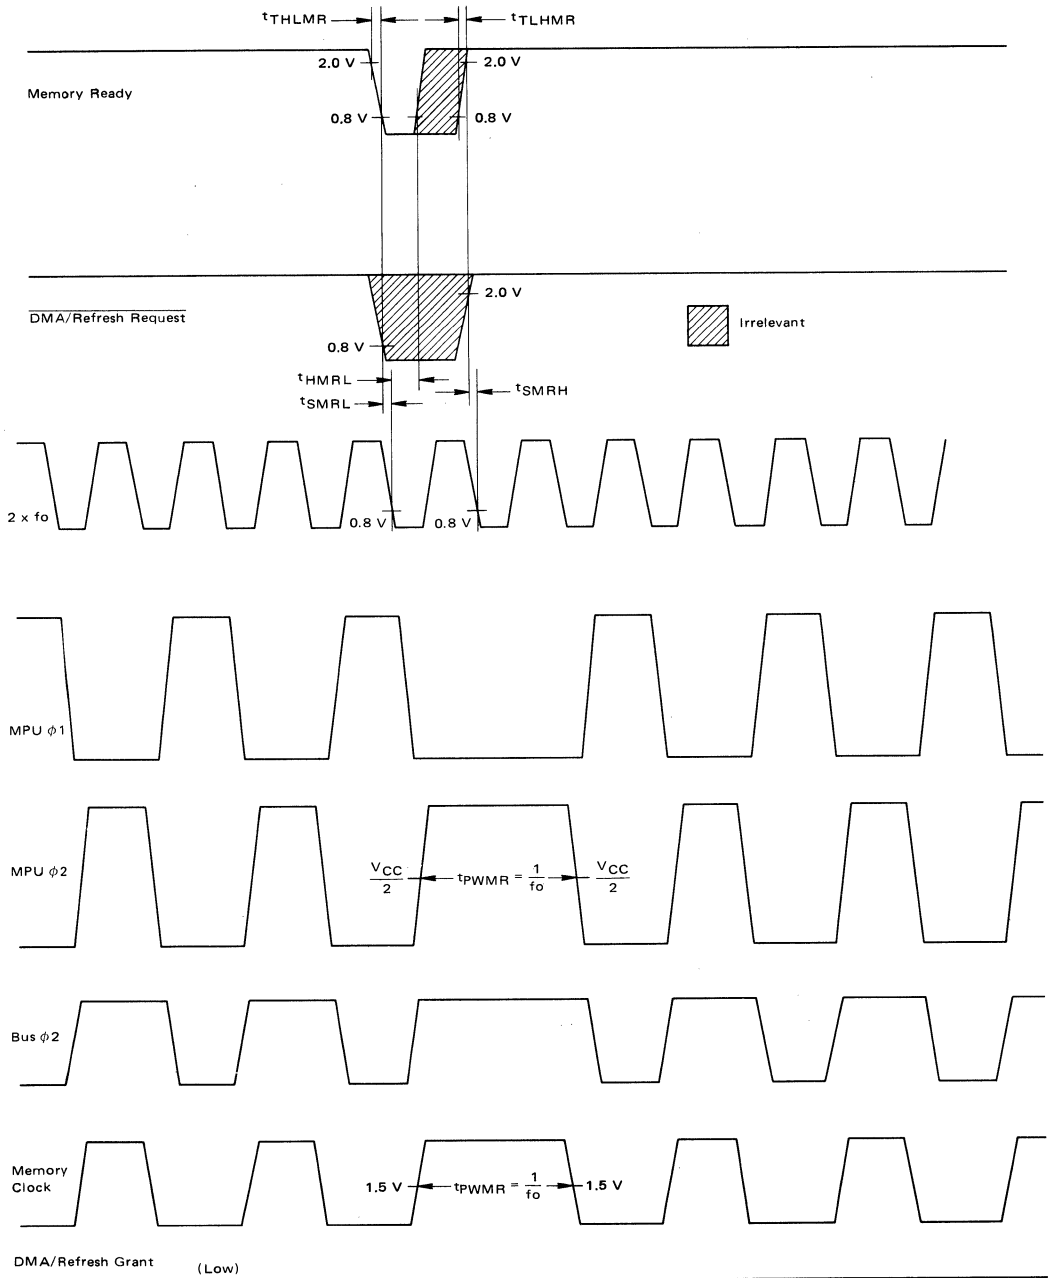 tTHLMR tTLHMR
2.0 V 2.0 V
Memory Ready
0.8 V 0.8 V
2.0 V
DMA/Refresh Request
Irrelevant
0.8 V
tHMRL
tSMRH
tSMRL
2 x fo
0.8 V 0.8 V
MPU ϕ1
MPU ϕ2
VCC/2 tPWMR = 1/fo VCC/2
Bus ϕ2
Memory
Clock
1.5 V tPWMR = 1/fo 1.5 V
DMA/Refresh Grant (Low)